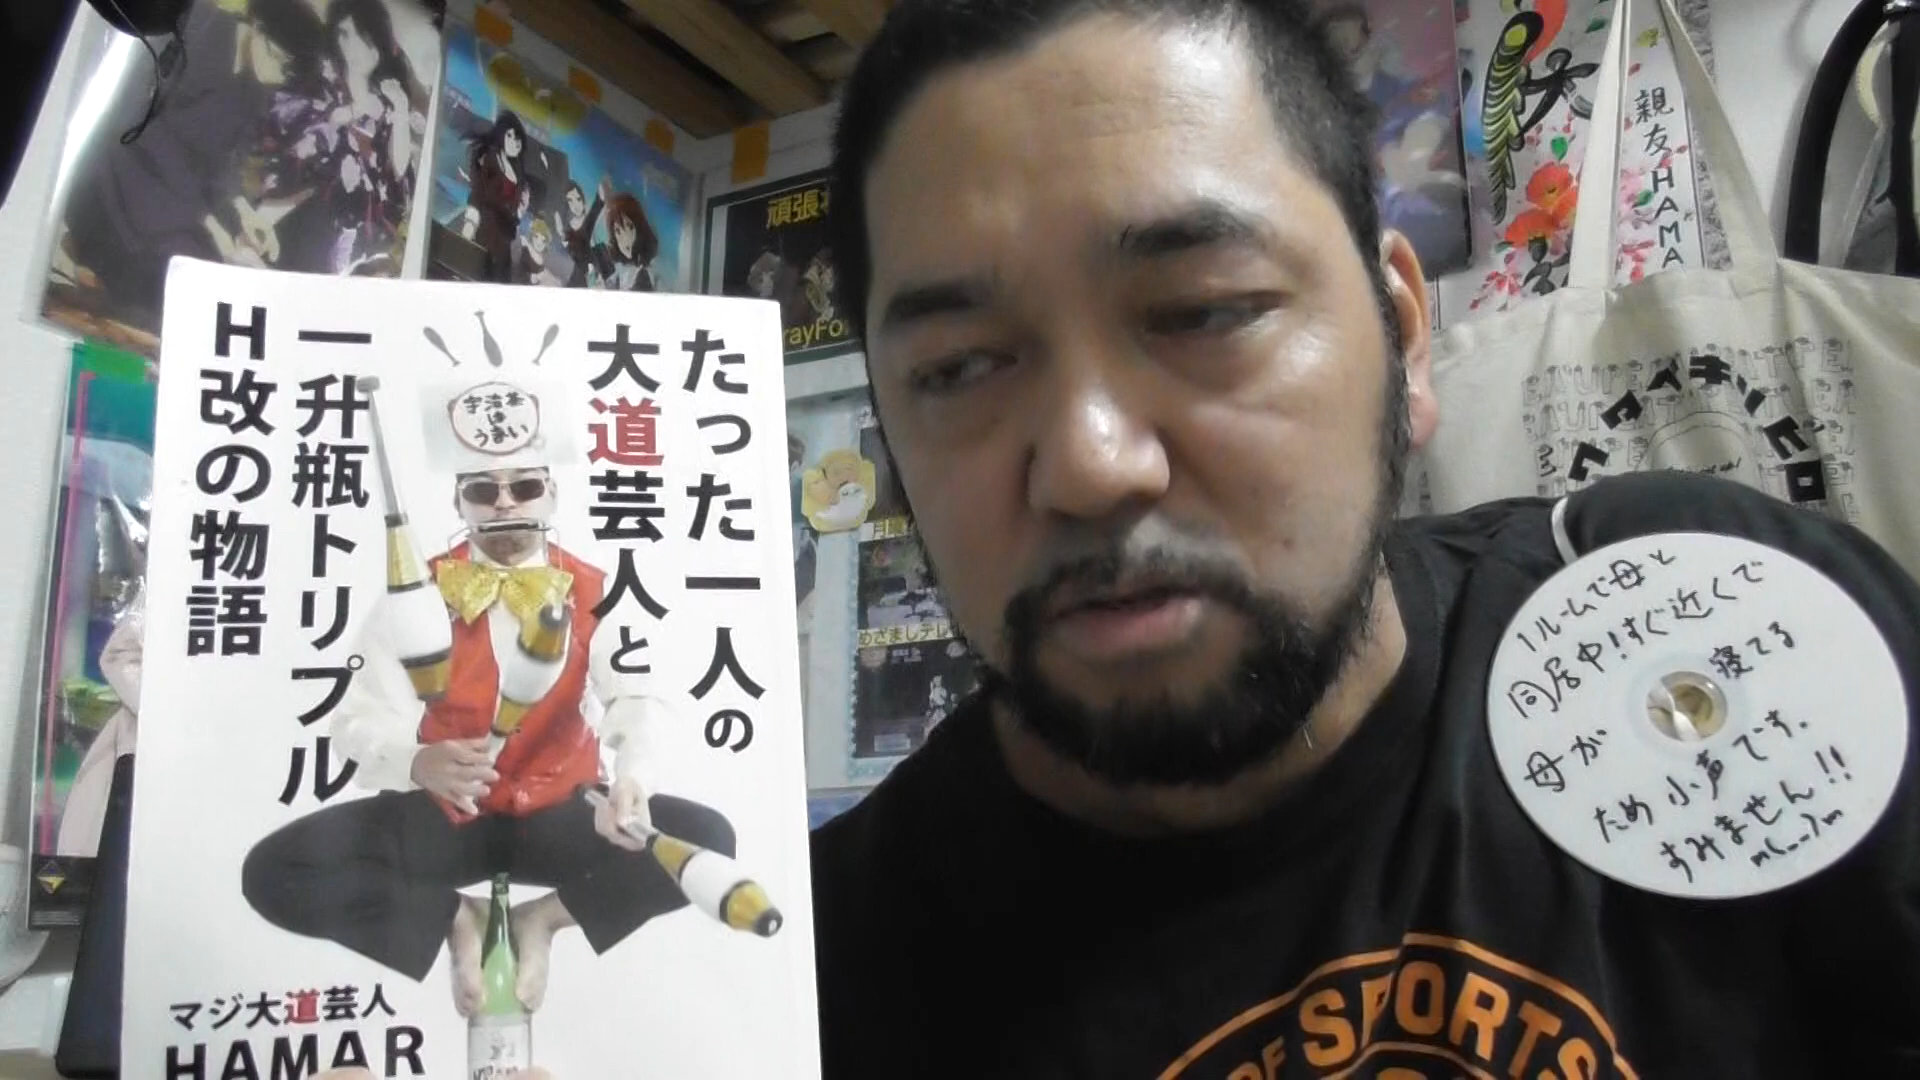 たった一人の
大道芸人と
一升瓶トリプル
H改の物語
宇治茶
は
うまい
マジ大道芸人
HAMAR
頑張
rayFo
めざましテレ
親友HAMA
1ルームで母と
同居中!すぐ近くで
母が寝てる
ため小声です。
すみません!!
m(_ _)m
OF SPORTS